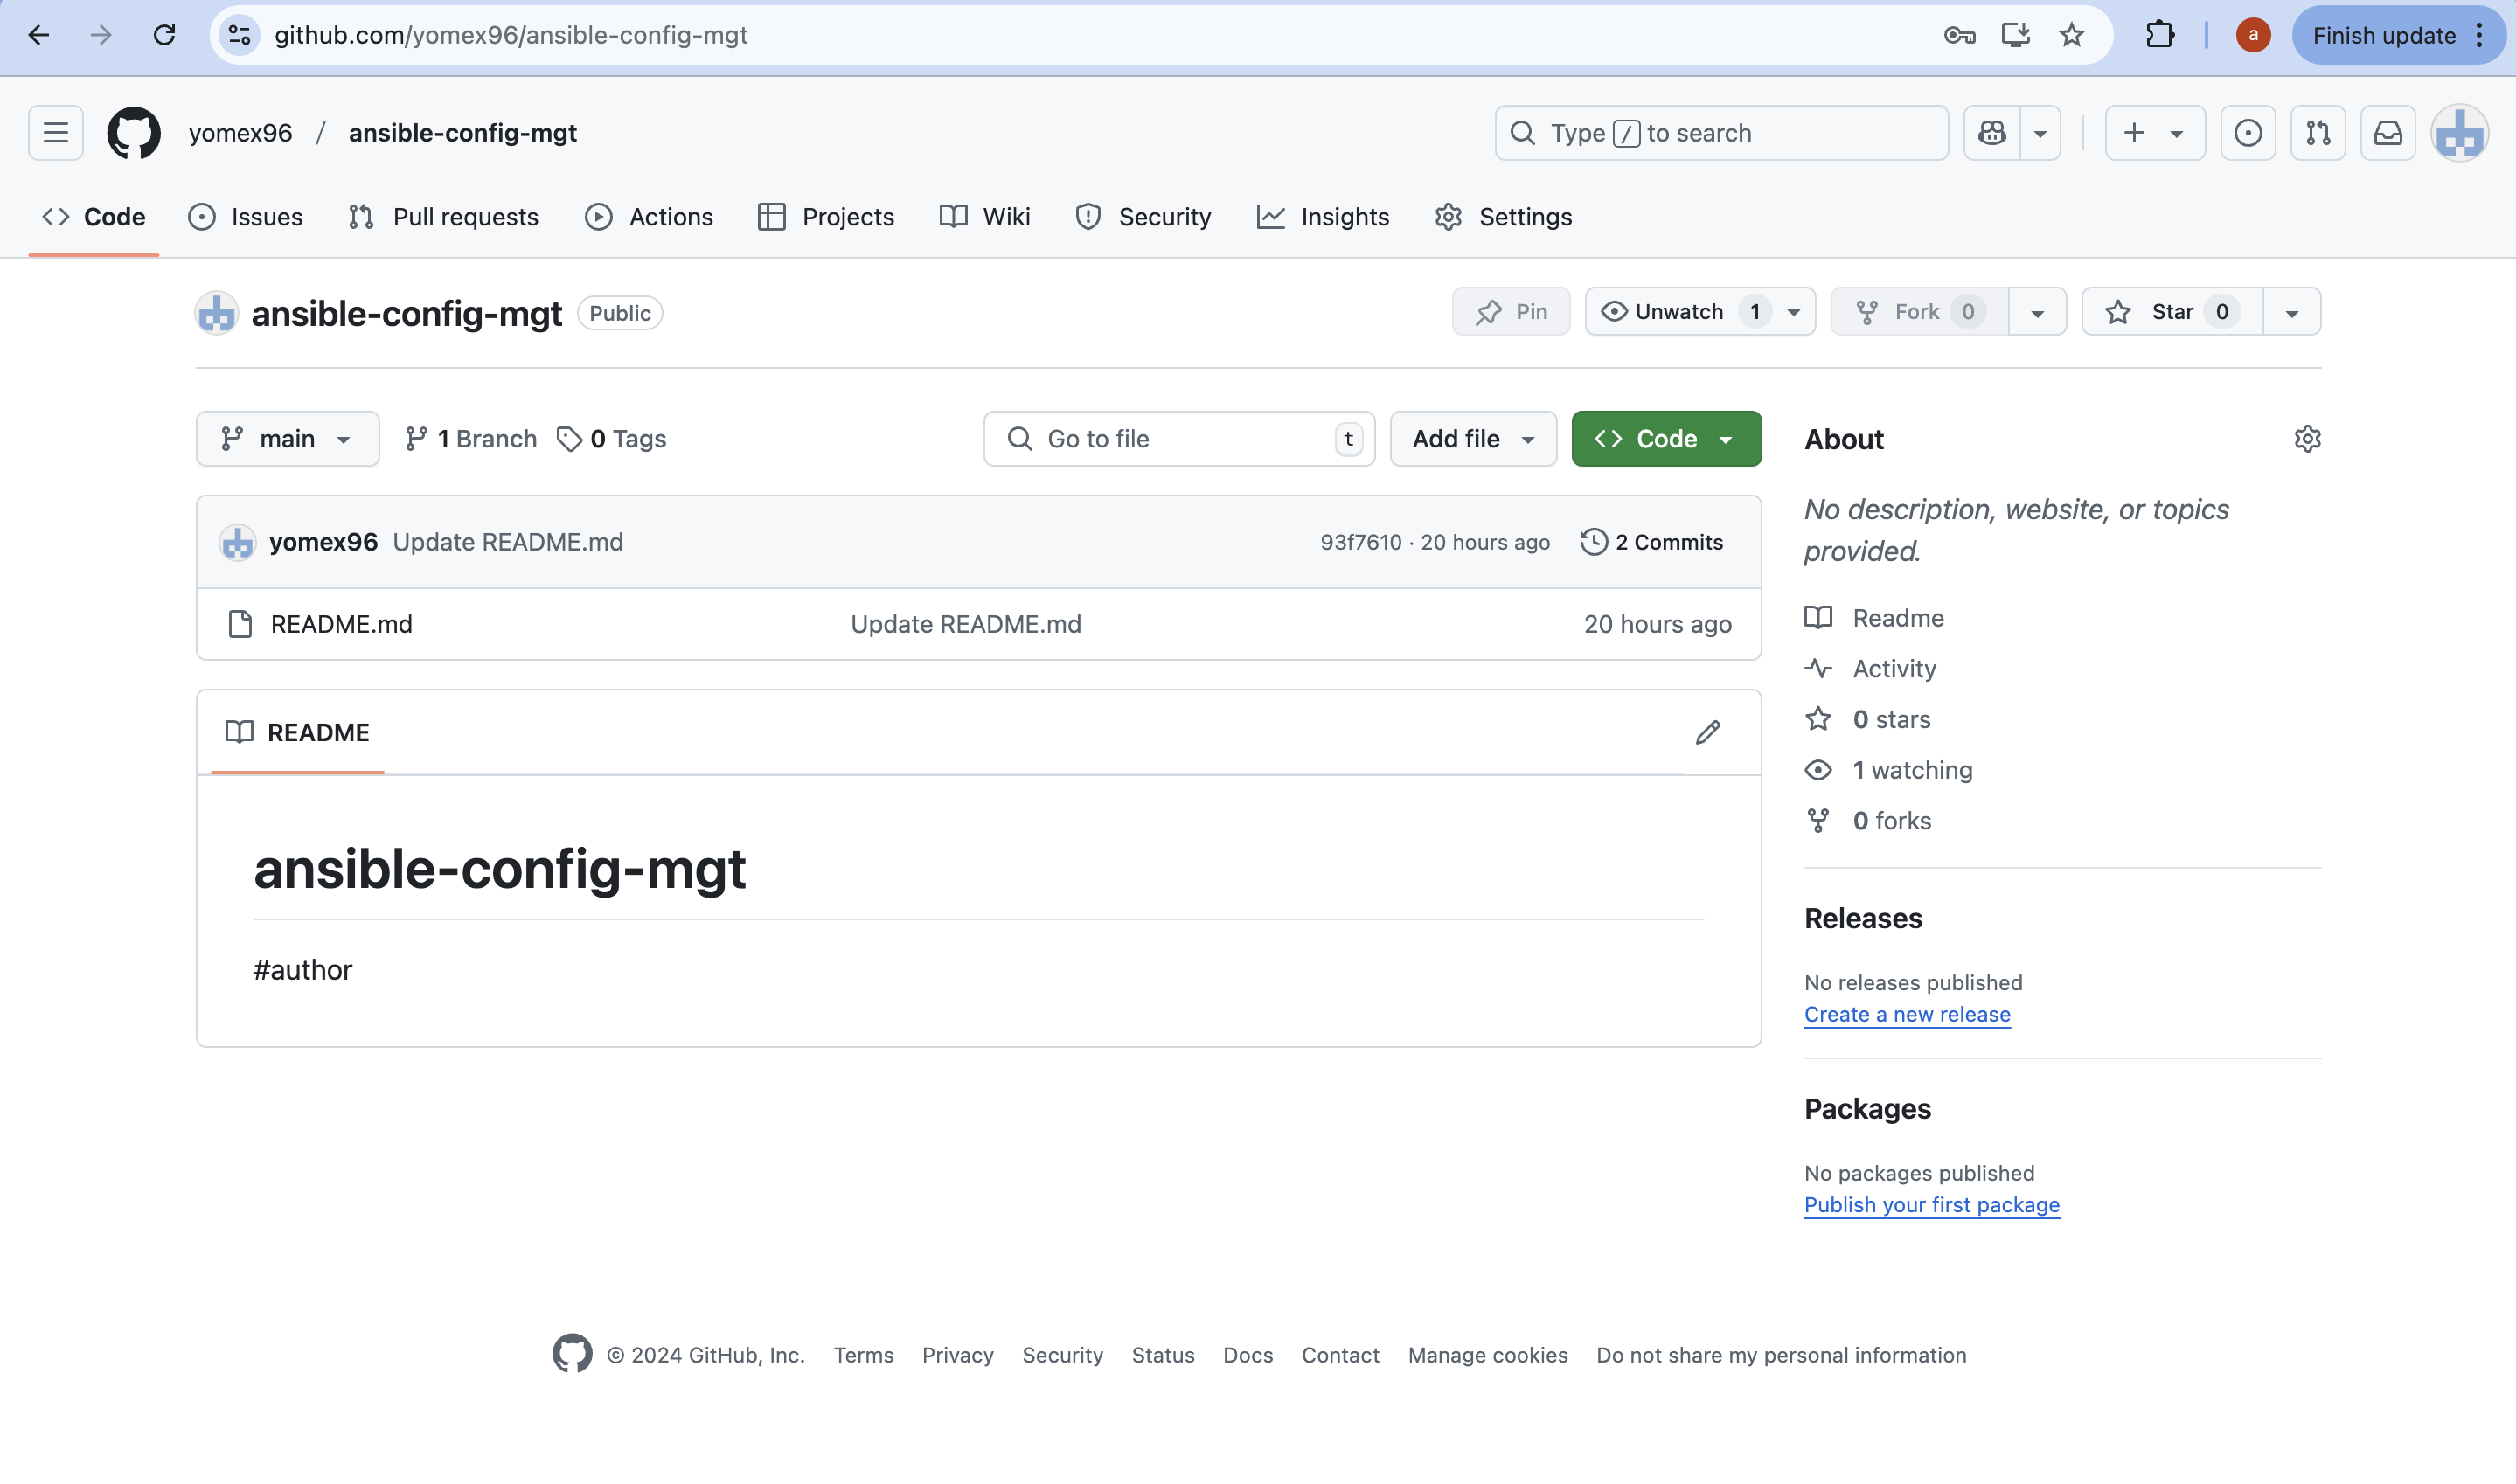 github.com/yomex96/ansible-config-mgt
a
Finish update
yomex96 / ansible-config-mgt
Type / to search
Code Issues Pull requests Actions Projects Wiki Security Insights Settings
ansible-config-mgt Public
Pin Unwatch 1 Fork 0 Star 0
main 1 Branch 0 Tags
Go to file t Add file Code
yomex96 Update README.md 93f7610 · 20 hours ago 2 Commits
README.md Update README.md 20 hours ago
README
ansible-config-mgt
#author
About
No description, website, or topics
provided.
Readme
Activity
0 stars
1 watching
0 forks
Releases
No releases published
Create a new release
Packages
No packages published
Publish your first package
© 2024 GitHub, Inc. Terms Privacy Security Status Docs Contact Manage cookies Do not share my personal information